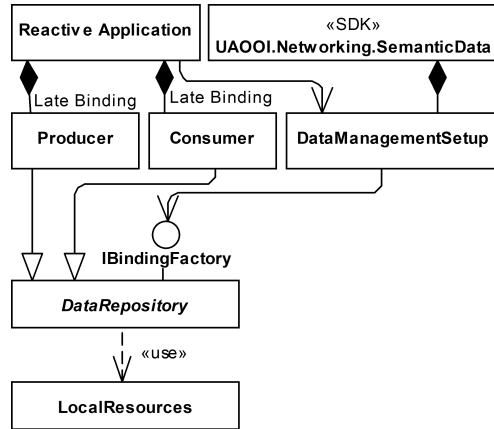 Reactive Application
«SDK»
UAOOI.Networking.SemanticData
Late Binding
Late Binding
Producer
Consumer
DataManagementSetup
IBindingFactory
DataRepository
«use»
LocalResources